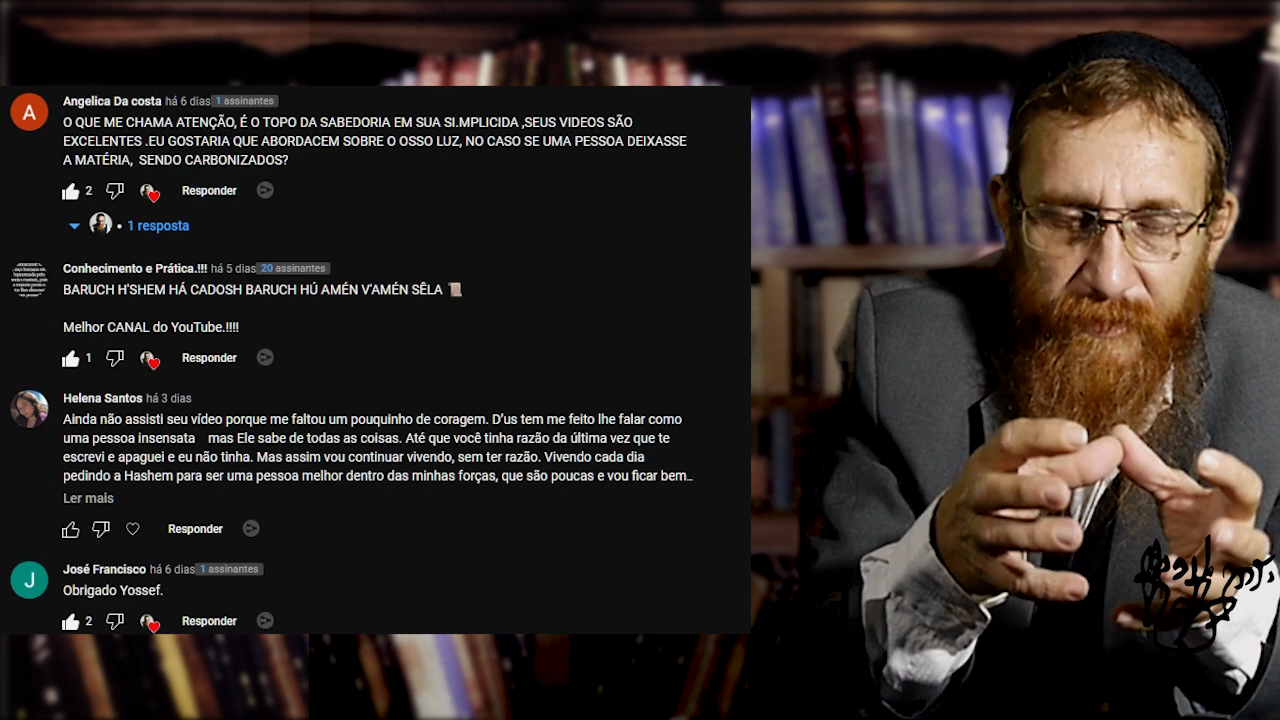 A
Angelica Da costa há 6 dias 1 assinantes
O QUE ME CHAMA ATENÇÃO, É O TOPO DA SABEDORIA EM SUA SI.MPLICIDA ,SEUS VIDEOS SÃO
EXCELENTES .EU GOSTARIA QUE ABORDACEM SOBRE O OSSO LUZ, NO CASO SE UMA PESSOA DEIXASSE
A MATÉRIA, SENDO CARBONIZADOS?
2 Responder
• 1 resposta
Conhecimento e Prática.!!! há 5 dias 20 assinantes
BARUCH H'SHEM HÁ CADOSH BARUCH HÚ AMÉN V'AMÉN SÊLA 📜
Melhor CANAL do YouTube.!!!!
1 Responder
Helena Santos há 3 dias
Ainda não assisti seu vídeo porque me faltou um pouquinho de coragem. D'us tem me feito lhe falar como
uma pessoa insensata mas Ele sabe de todas as coisas. Até que você tinha razão da última vez que te
escrevi e apaguei e eu não tinha. Mas assim vou continuar vivendo, sem ter razão. Vivendo cada dia
pedindo a Hashem para ser uma pessoa melhor dentro das minhas forças, que são poucas e vou ficar bem...
Ler mais
Responder
J
José Francisco há 6 dias 1 assinantes
Obrigado Yossef.
2 Responder